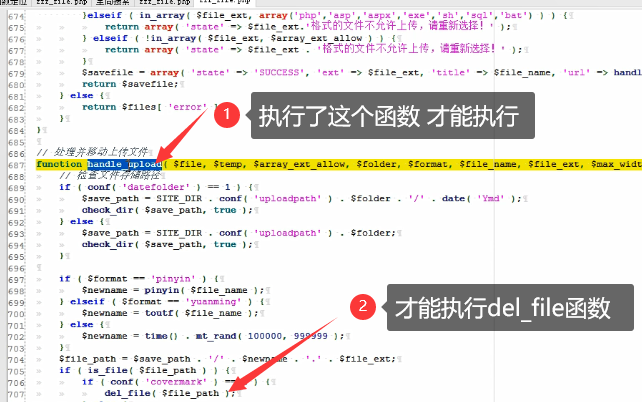 rrr_file.php 全局搜索 rrr_file.php
674 }elseif ( in_array( $file_ext, array('php','asp','aspx','exe','sh','sql','bat') ) ) {
675 return array( 'state' => $file_ext.'格式的文件不允许上传，请重新选择！' );
676 } elseif ( !in_array( $file_ext, $array_ext_allow ) ) {
677 return array( 'state' => $file_ext . '格式的文件不允许上传，请重新选择！' );
678 }
679 $savefile = array( 'state' => 'SUCCESS', 'ext' => $file_ext, 'title' => $file_name, 'url' => handl
680 return $savefile;
681 } else {
682 return $files[ 'error' ]
683 }
684 }
685
686 // 处理并移动上传文件
687 function handle_upload( $file, $temp, $array_ext_allow, $folder, $format, $file_name, $file_ext, $max_widt
688 // 检查文件存储路径
689 if ( conf( 'datefolder' ) == 1 ) {
690 $save_path = SITE_DIR . conf( 'uploadpath' ) . $folder . '/' . date( 'Ymd' );
691 check_dir( $save_path, true );
692 } else {
693 $save_path = SITE_DIR . conf( 'uploadpath' ) . $folder;
694 check_dir( $save_path, true );
695 }
696
697 if ( $format == 'pinyin' ) {
698 $newname = pinyin( $file_name );
699 } elseif ( $format == 'yuanming' ) {
700 $newname = toutf( $file_name );
701 } else {
702 $newname = time() . mt_rand( 100000, 999999 );
703 }
704 $file_path = $save_path . '/' . $newname . '.' . $file_ext;
705 if ( is_file( $file_path ) ) {
706 if ( conf( 'covermark' ) == ) {
707 del_file( $file_path );
1 执行了这个函数 才能执行
2 才能执行del_file函数